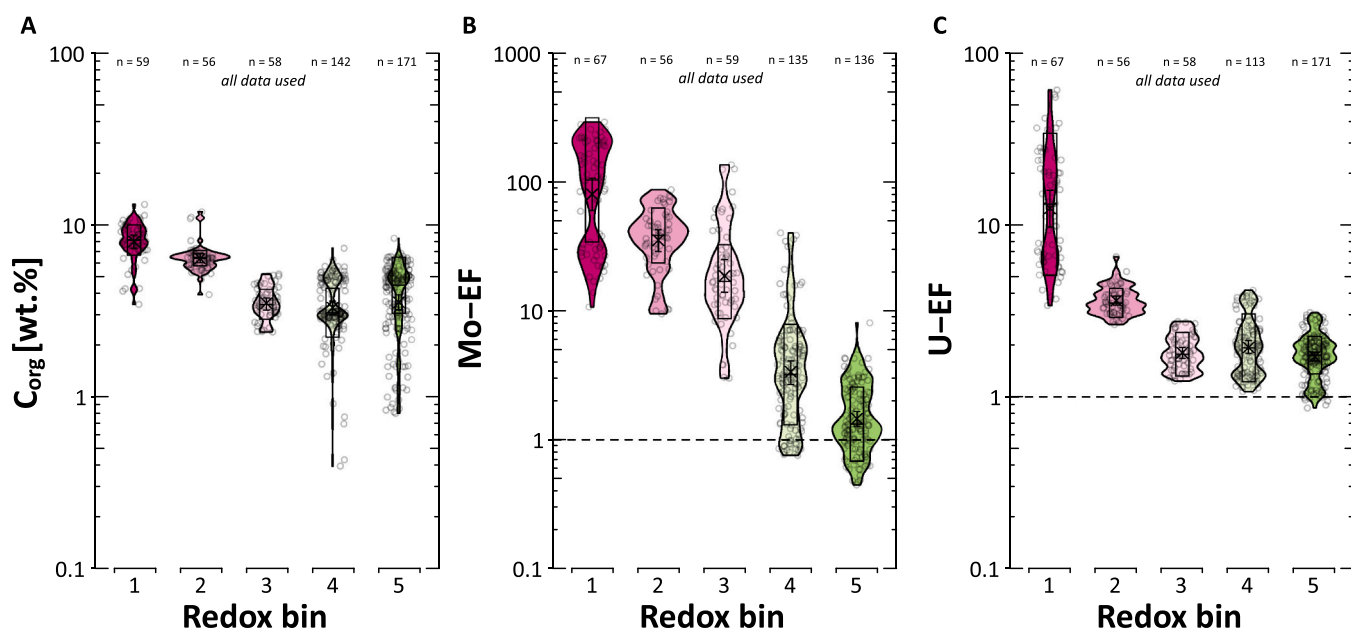 A
C_org [wt.%]
100
10
1
0.1
n = 59 n = 56 n = 58 n = 142 n = 171
all data used
1 2 3 4 5
Redox bin
B
Mo−EF
1000
100
10
1
0.1
n = 67 n = 56 n = 59 n = 135 n = 136
all data used
1 2 3 4 5
Redox bin
C
U−EF
100
10
1
0.1
n = 67 n = 56 n = 58 n = 113 n = 171
all data used
1 2 3 4 5
Redox bin